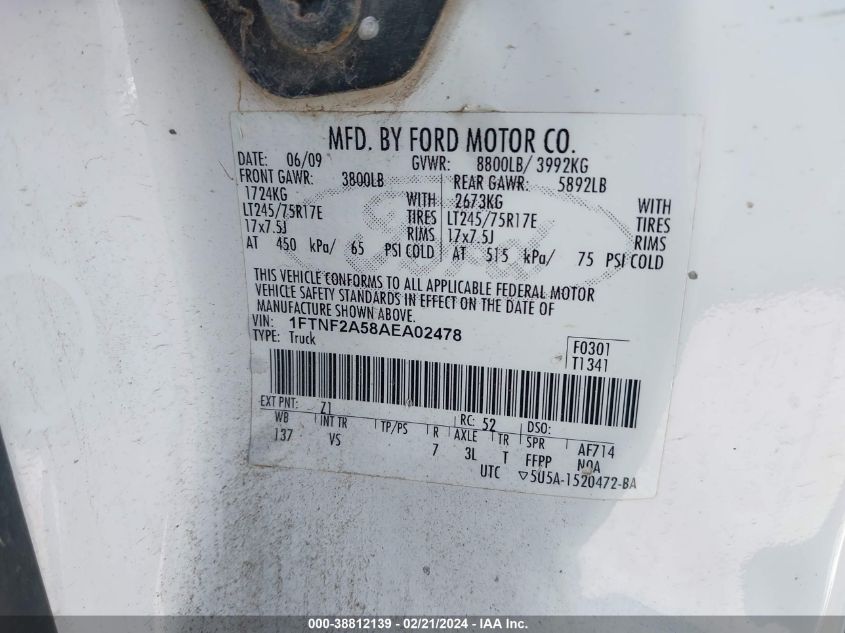 MFD. BY FORD MOTOR CO.
DATE: 06/09 GVWR: 8800LB/ 3992KG
FRONT GAWR: 3800LB REAR GAWR: 5892LB
1724KG WITH 2673KG WITH
LT245/75R17E TIRES LT245/75R17E TIRES
17x7.5J RIMS 17x7.5J RIMS
AT 450 kPa/ 65 PSI COLD AT 515 kPa/ 75 PSI COLD
THIS VEHICLE CONFORMS TO ALL APPLICABLE FEDERAL MOTOR
VEHICLE SAFETY STANDARDS IN EFFECT ON THE DATE OF
MANUFACTURE SHOWN ABOVE.
VIN: 1FTNF2A58AEA02478
TYPE: Truck
F0301
T1341
EXT PNT: Z1 RC: 52 DSO:
WB INT TR TP/PS R AXLE TR SPR AF714
137 VS 7 3L T FFPP NOA
UTC ▽5U5A-1520472-BA
Ford
000-38812139 - 02/21/2024 - IAA Inc.